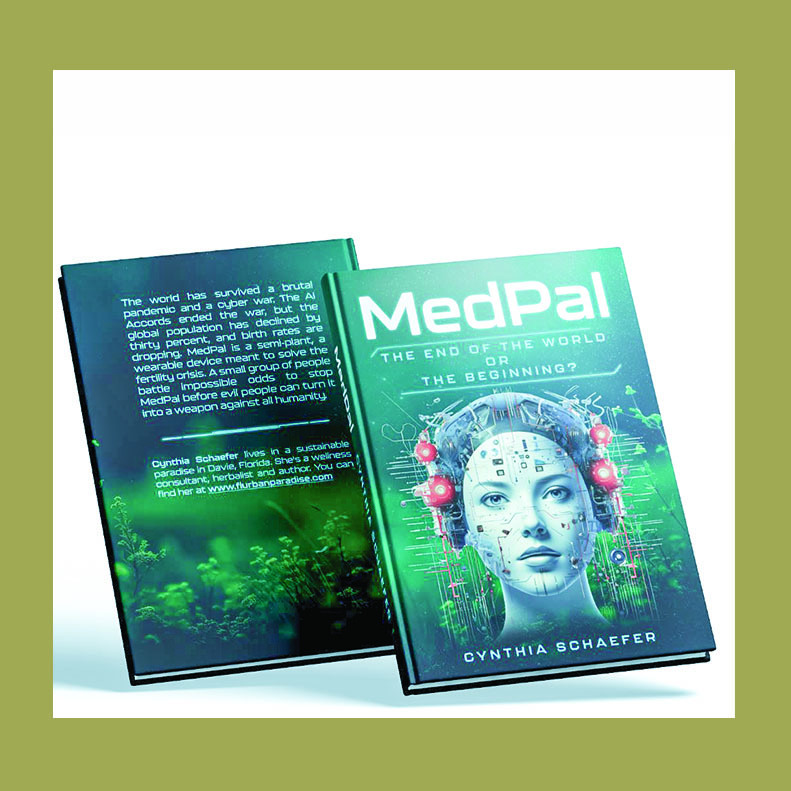 The world has survived a brutal
pandemic and a cyber war. The AI
Accords ended the war, but the
global population has declined by
thirty percent, and birth rates are
dropping. MedPal is a semi-plant, a
wearable device meant to solve the
fertility crisis. A small group of people
battle impossible odds to stop
MedPal before evil people can turn it
into a weapon against all humanity.
Cynthia Schaefer lives in a sustainable
paradise in Davie, Florida. She's a wellness
consultant, herbalist and author. You can
find her at www.flurbanparadise.com
MedPal
MedPal
THE END OF THE WORLD
OR
THE BEGINNING?
CYNTHIA SCHAEFER